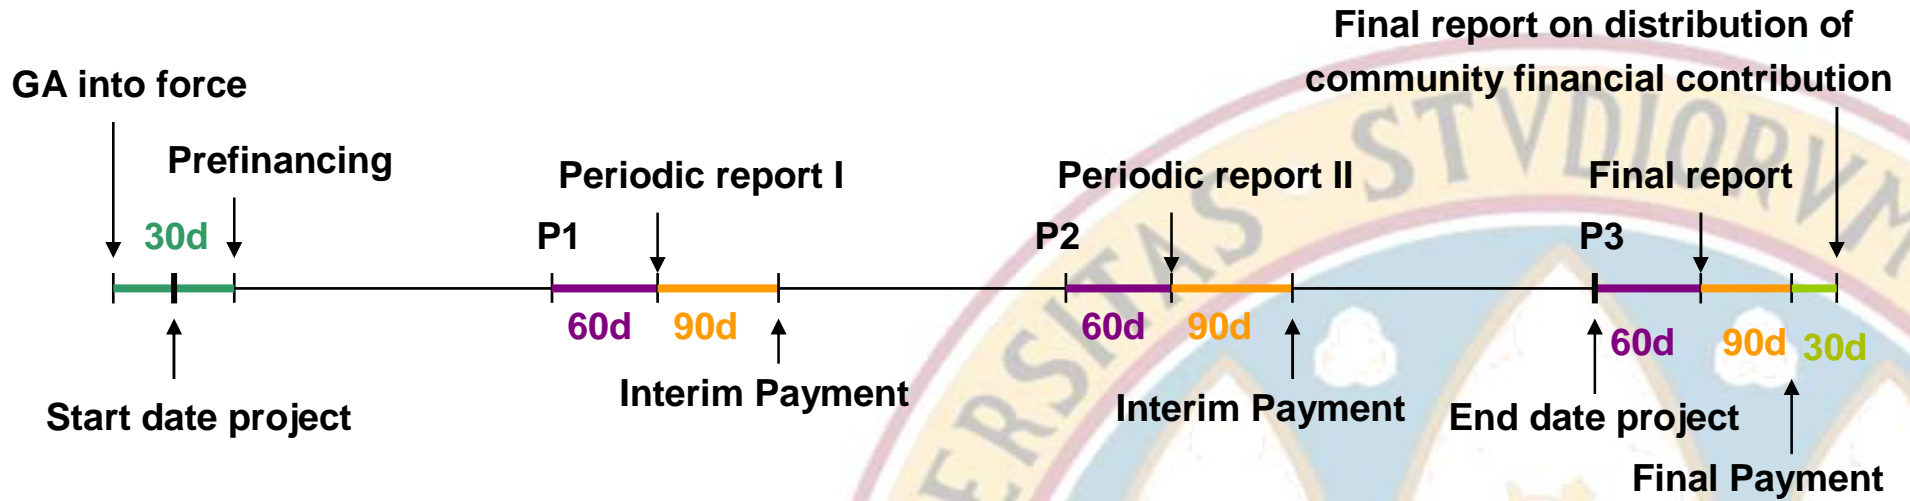 Final report on distribution of
community financial contribution
GA into force
Prefinancing
Periodic report I
Periodic report II
Final report
30d
P1
P2
P3
60d
90d
60d
90d
60d
90d
30d
Start date project
Interim Payment
Interim Payment
End date project
Final Payment
ERSITAS STVDIORVM